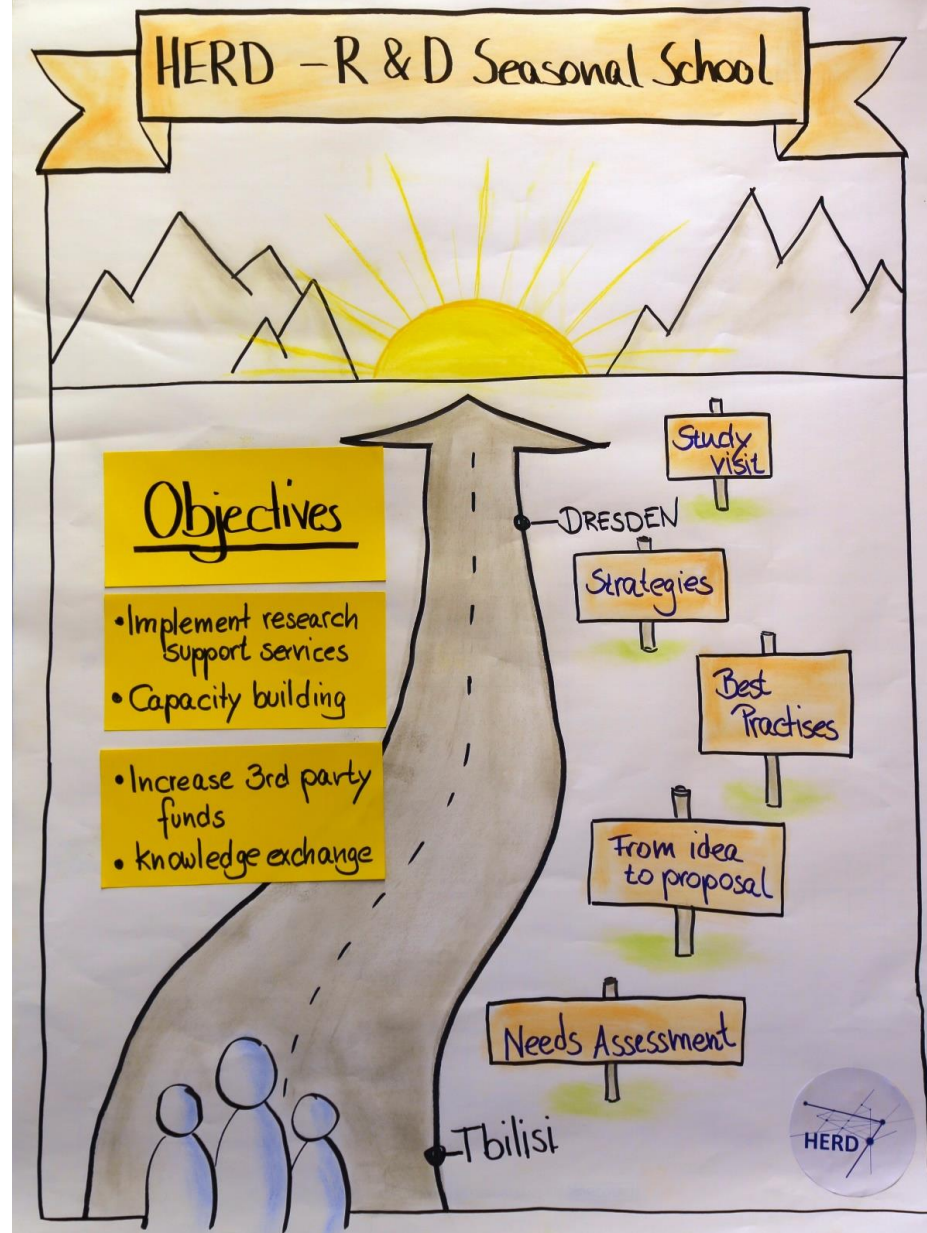 HERD – R & D Seasonal School
Study
visit
Objectives
DRESDEN
Strategies
• Implement research
support services
• Capacity building
Best
Practises
• Increase 3rd party
funds
• knowledge exchange
From idea
to proposal
Needs Assessment
Tbilisi
HERD